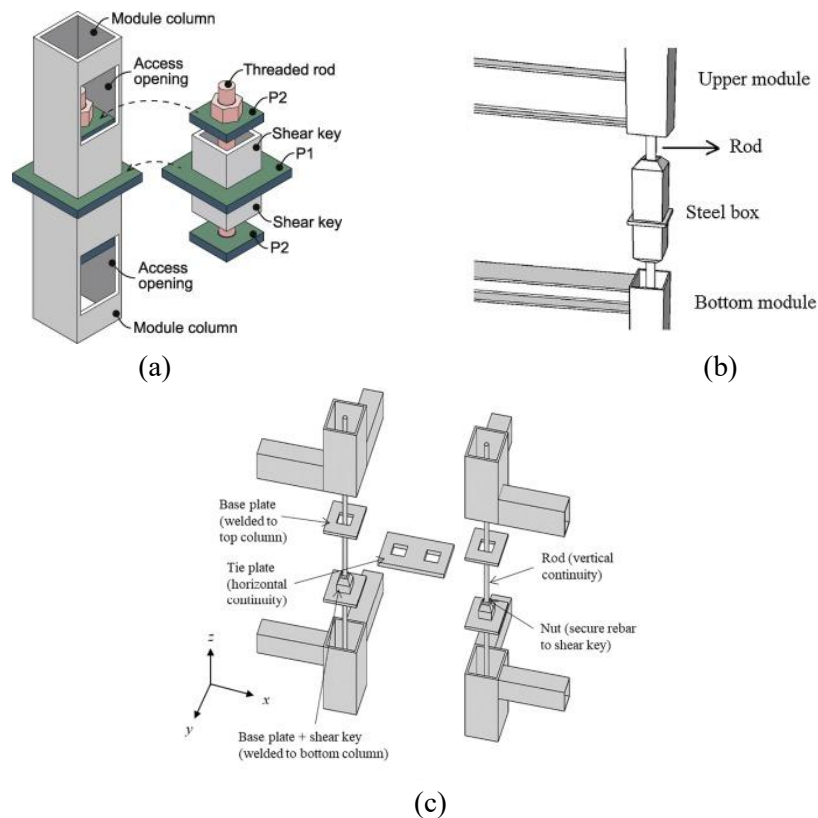 Module column
Access
opening
Threaded rod
P2
Shear key
P1
Shear key
P2
Access
opening
Module column
(a)
Upper module
Rod
Steel box
Bottom module
(b)
Base plate
(welded to
top column)
Tie plate
(horizontal
continuity)
Rod (vertical
continuity)
Nut (secure rebar
to shear key)
z
x
y
Base plate + shear key
(welded to bottom column)
(c)